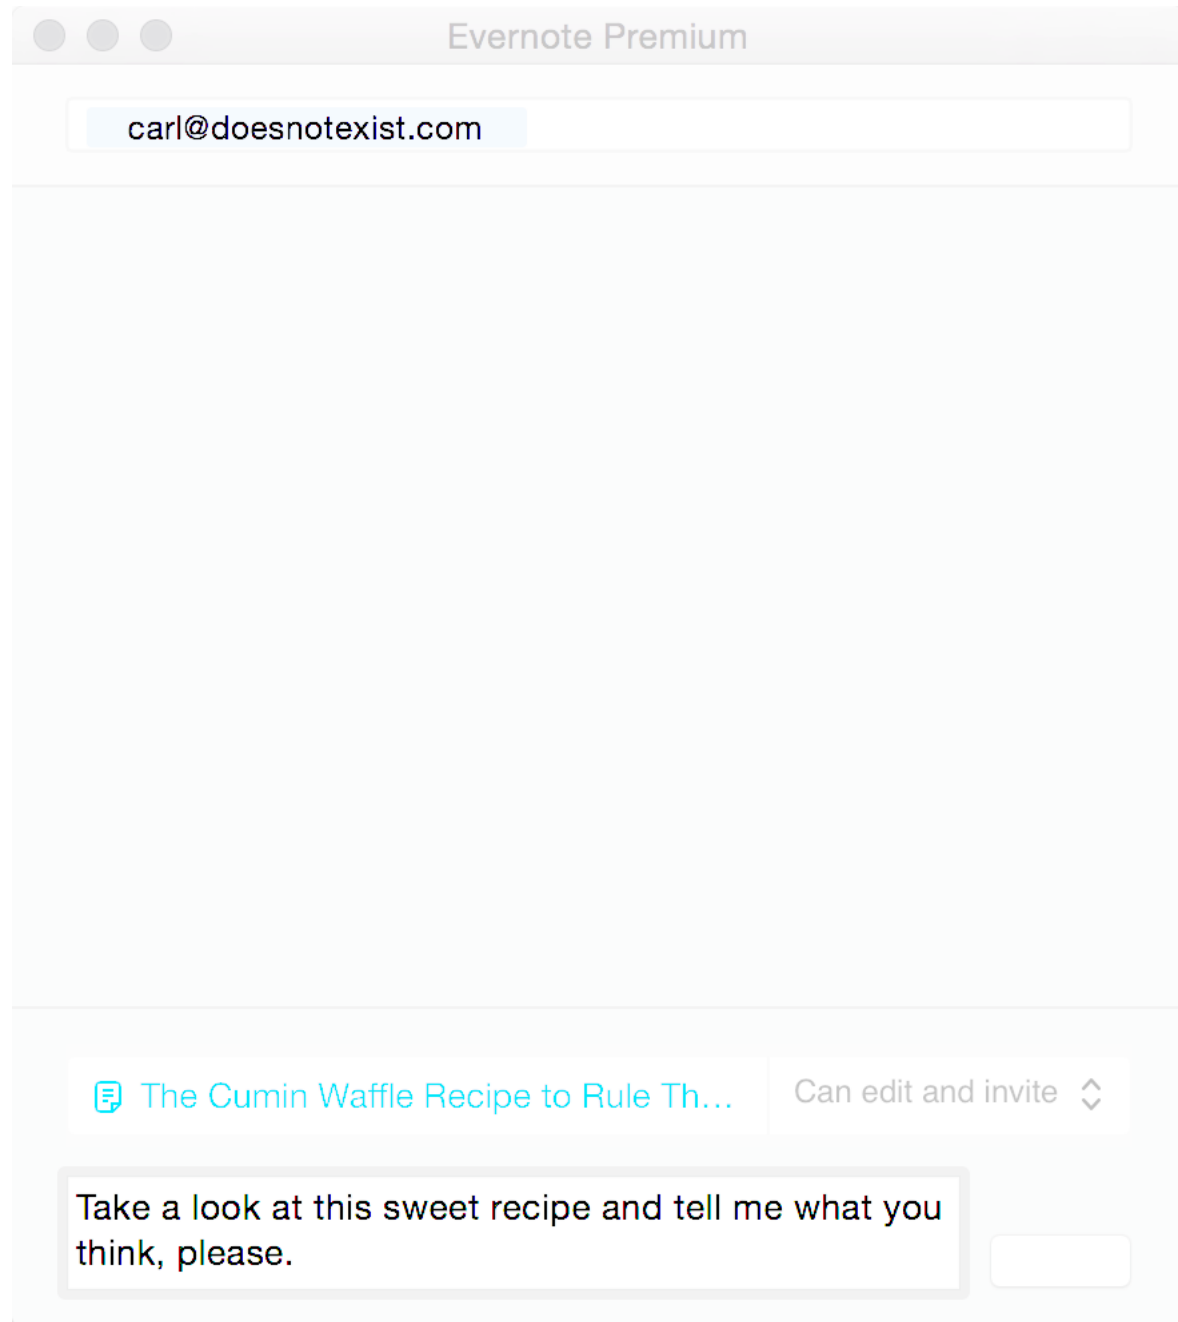 Evernote Premium
carl@doesnotexist.com
The Cumin Waffle Recipe to Rule Th...
Can edit and invite
Take a look at this sweet recipe and tell me what you
think, please.